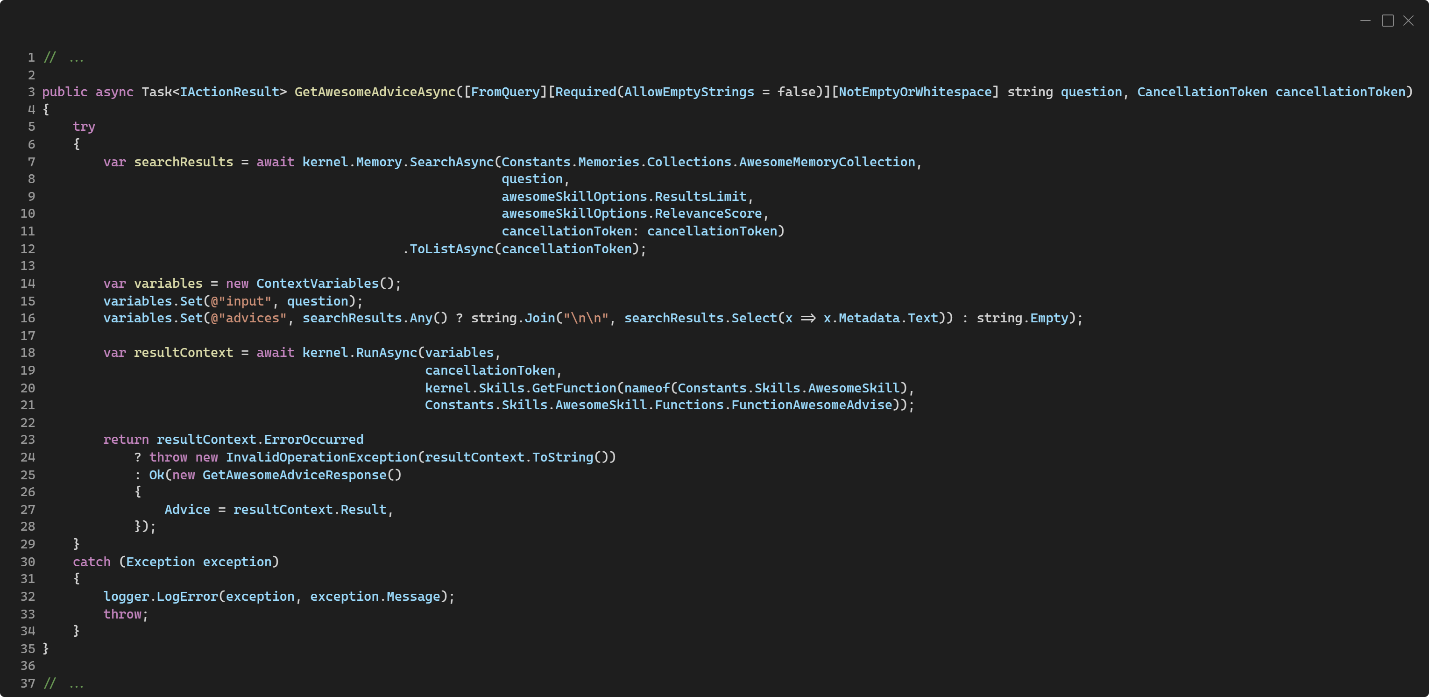 1 // ...
2
3 public async Task<IActionResult> GetAwesomeAdviceAsync([FromQuery][Required(AllowEmptyStrings = false)][NotEmptyOrWhitespace] string question, CancellationToken cancellationToken)
4 {
5     try
6     {
7         var searchResults = await kernel.Memory.SearchAsync(Constants.Memories.Collections.AwesomeMemoryCollection,
8                                                             question,
9                                                             awesomeSkillOptions.ResultsLimit,
10                                                            awesomeSkillOptions.RelevanceScore,
11                                                            cancellationToken: cancellationToken)
12                                               .ToListAsync(cancellationToken);
13
14        var variables = new ContextVariables();
15        variables.Set(@"input", question);
16        variables.Set(@"advices", searchResults.Any() ? string.Join("\n\n", searchResults.Select(x => x.Metadata.Text)) : string.Empty);
17
18        var resultContext = await kernel.RunAsync(variables,
19                                                  cancellationToken,
20                                                  kernel.Skills.GetFunction(nameof(Constants.Skills.AwesomeSkill),
21                                                  Constants.Skills.AwesomeSkill.Functions.FunctionAwesomeAdvise));
22
23        return resultContext.ErrorOccurred
24            ? throw new InvalidOperationException(resultContext.ToString())
25            : Ok(new GetAwesomeAdviceResponse()
26            {
27                Advice = resultContext.Result,
28            });
29    }
30    catch (Exception exception)
31    {
32        logger.LogError(exception, exception.Message);
33        throw;
34    }
35 }
36
37 // ...